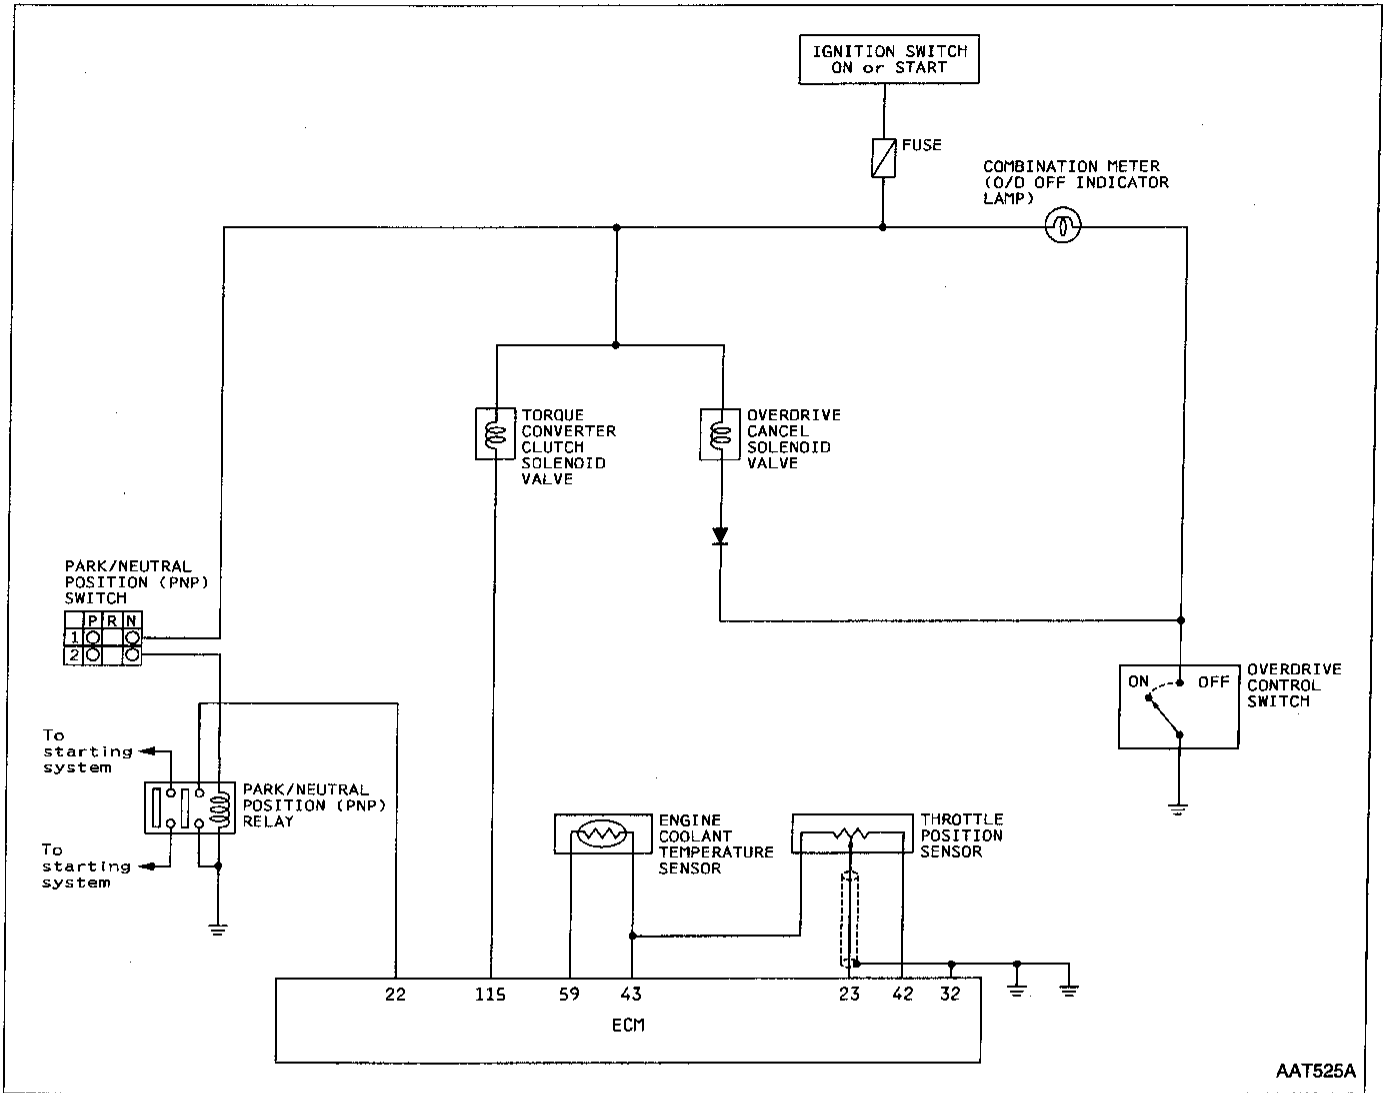 IGNITION SWITCH
ON or START
FUSE
COMBINATION METER
(O/D OFF INDICATOR
LAMP)
TORQUE
CONVERTER
CLUTCH
SOLENOID
VALVE
OVERDRIVE
CANCEL
SOLENOID
VALVE
PARK/NEUTRAL
POSITION (PNP)
SWITCH
P R N
1
2
ON OFF
OVERDRIVE
CONTROL
SWITCH
To
starting
system
PARK/NEUTRAL
POSITION (PNP)
RELAY
To
starting
system
ENGINE
COOLANT
TEMPERATURE
SENSOR
THROTTLE
POSITION
SENSOR
22 115 59 43 23 42 32
ECM
AAT525A